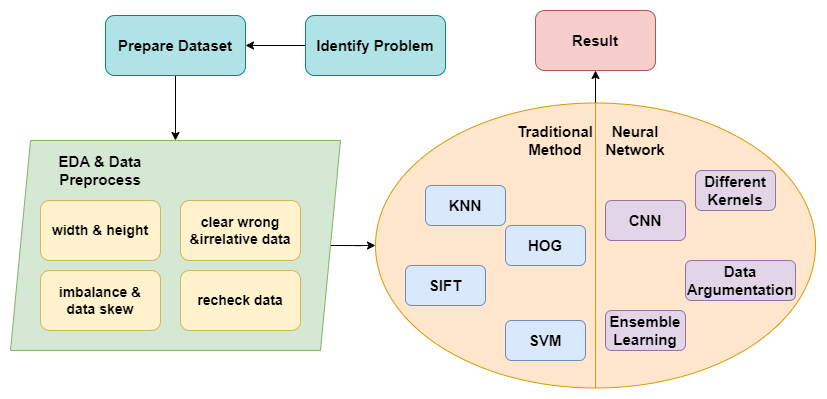 Prepare Dataset
Identify Problem
Result
EDA & Data
Preprocess
width & height
clear wrong
&irrelative data
imbalance &
data skew
recheck data
Traditional
Method
KNN
HOG
SIFT
SVM
Neural
Network
Different
Kernels
CNN
Data
Argumentation
Ensemble
Learning